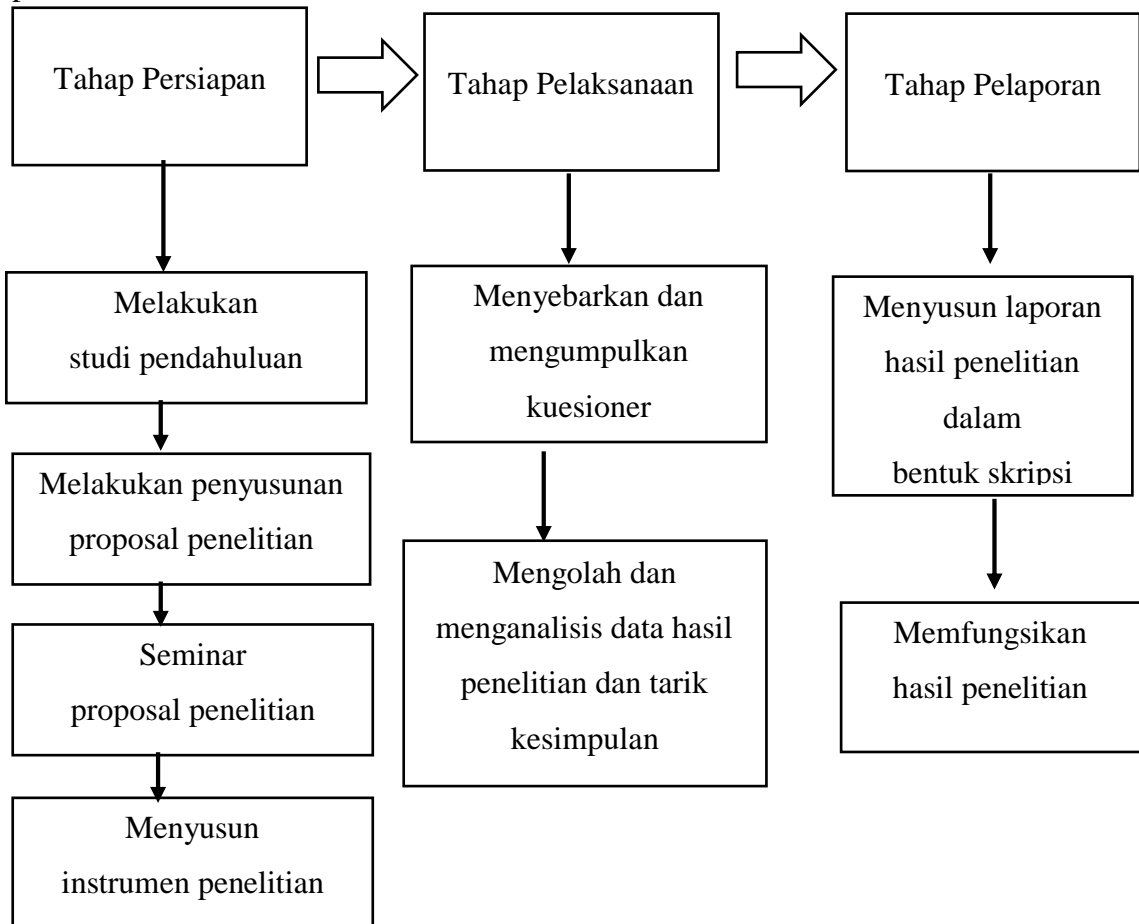 Tahap Persiapan
Tahap Pelaksanaan
Tahap Pelaporan
Melakukan
studi pendahuluan
Melakukan penyusunan
proposal penelitian
Seminar
proposal penelitian
Menyusun
instrumen penelitian
Menyebarkan dan
mengumpulkan
kuesioner
Mengolah dan
menganalisis data hasil
penelitian dan tarik
kesimpulan
Menyusun laporan
hasil penelitian
dalam
bentuk skripsi
Memfungsikan
hasil penelitian